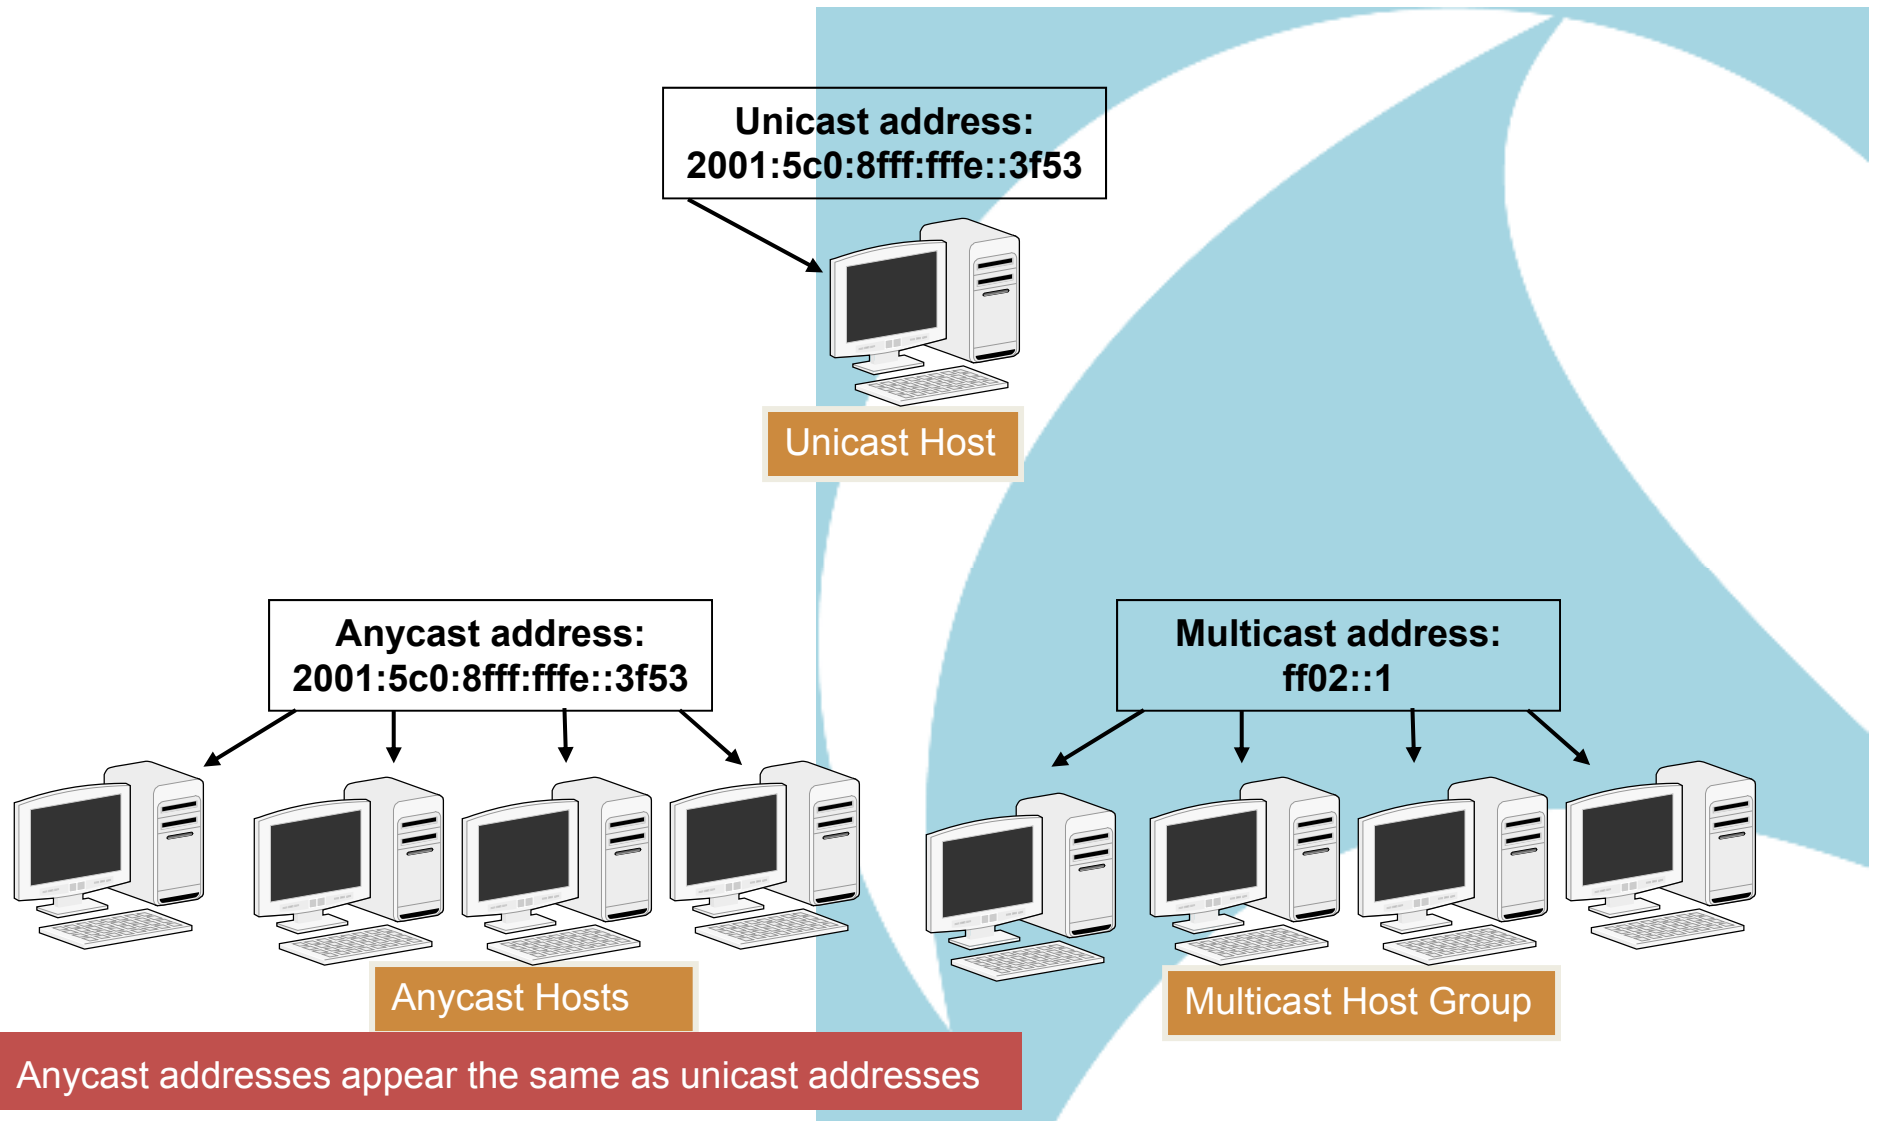 Unicast address:
2001:5c0:8fff:fffe::3f53
Unicast Host
Anycast address:
2001:5c0:8fff:fffe::3f53
Multicast address:
ff02::1
Anycast Hosts
Multicast Host Group
Anycast addresses appear the same as unicast addresses